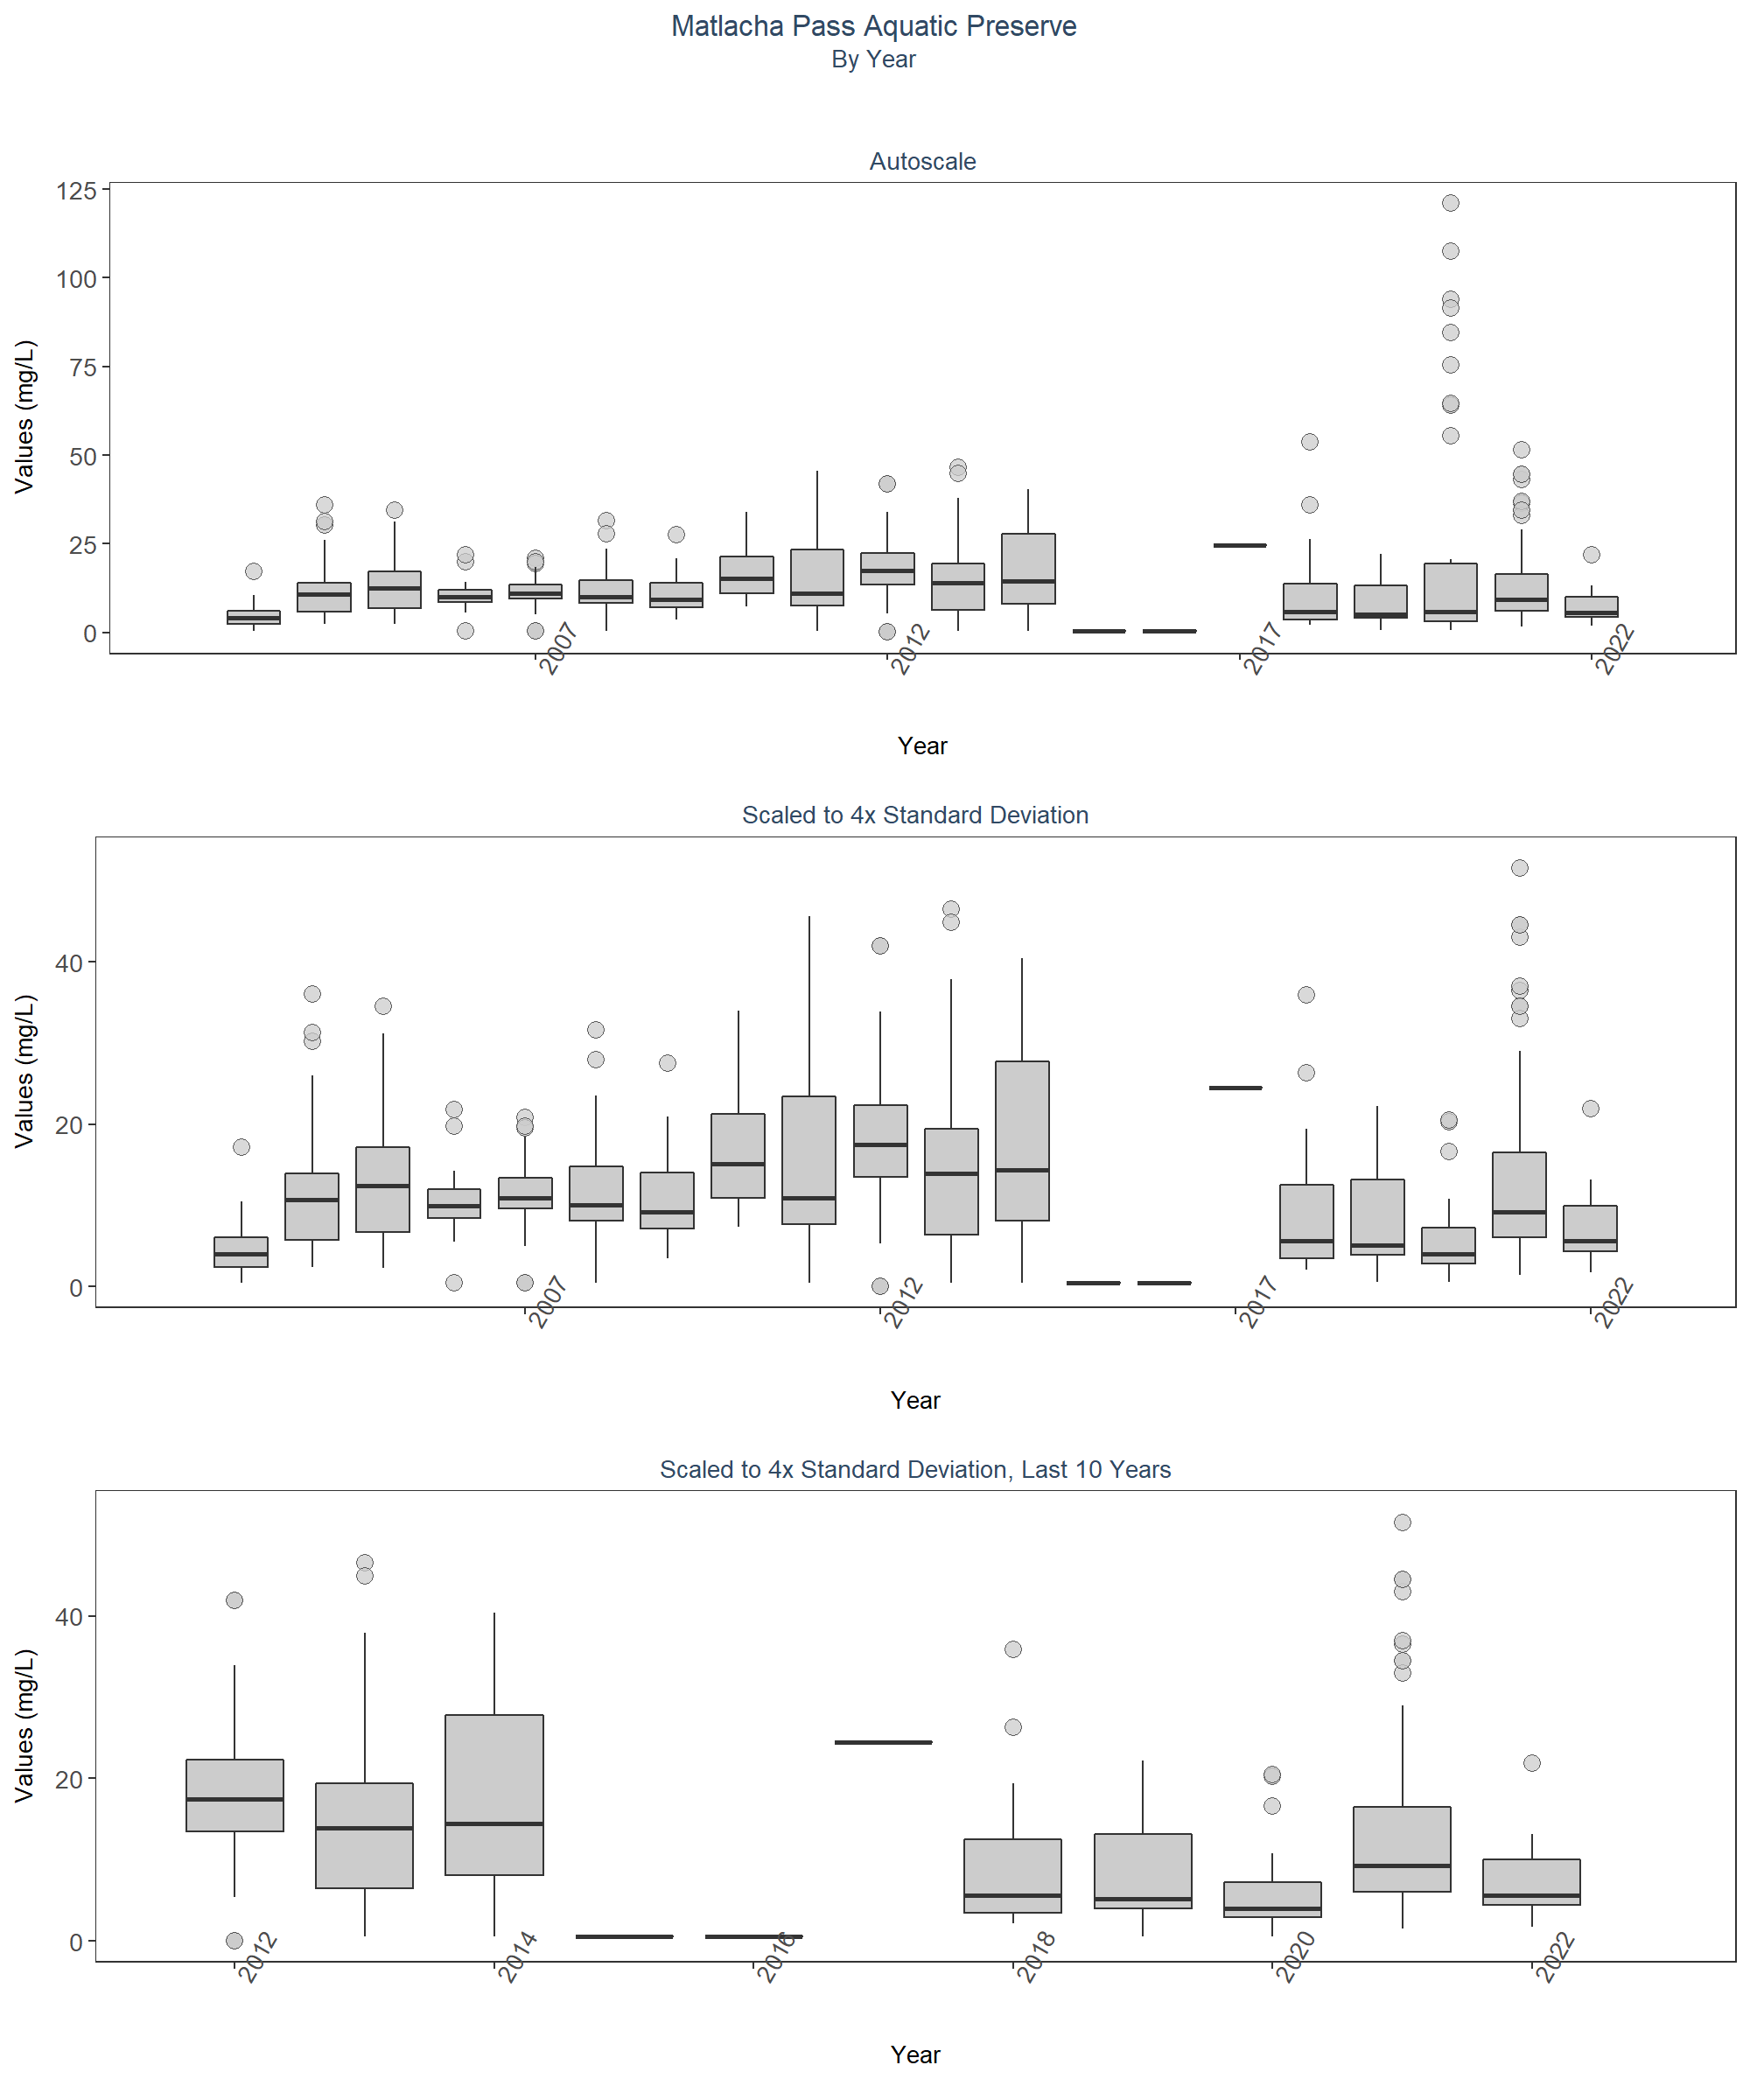 Matlacha Pass Aquatic Preserve
By Year
Autoscale
125
100
75
50
25
0
Values (mg/L)
2007
2012
2017
2022
Year
Scaled to 4x Standard Deviation
40
20
0
Values (mg/L)
2007
2012
2017
2022
Year
Scaled to 4x Standard Deviation, Last 10 Years
40
20
0
Values (mg/L)
2012
2014
2016
2018
2020
2022
Year